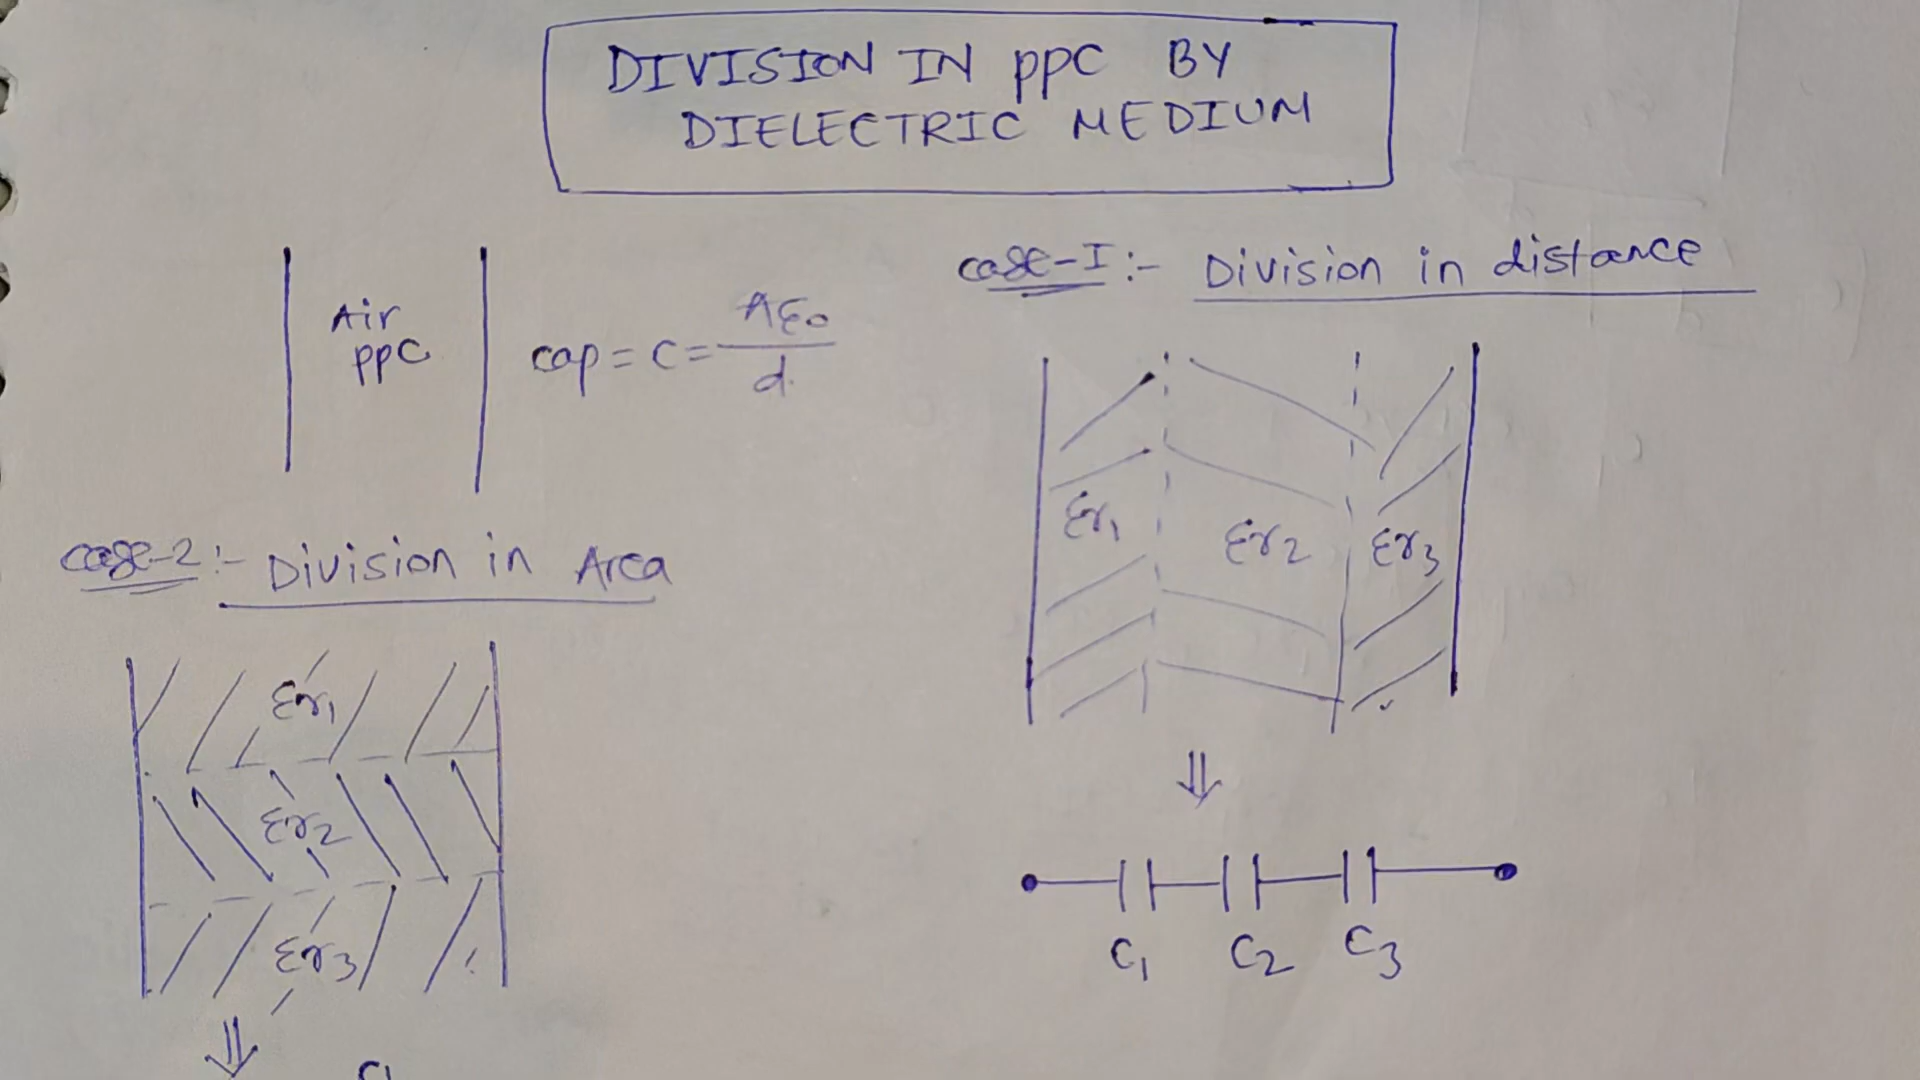 DIVISION IN PPC BY
DIELECTRIC MEDIUM
Air
PPC
cap = C = Aε₀/d
case-I :- Division in distance
εr₁ εr₂ εr₃
C₁ C₂ C₃
case-2 :- Division in Area
εr₁
εr₂
εr₃